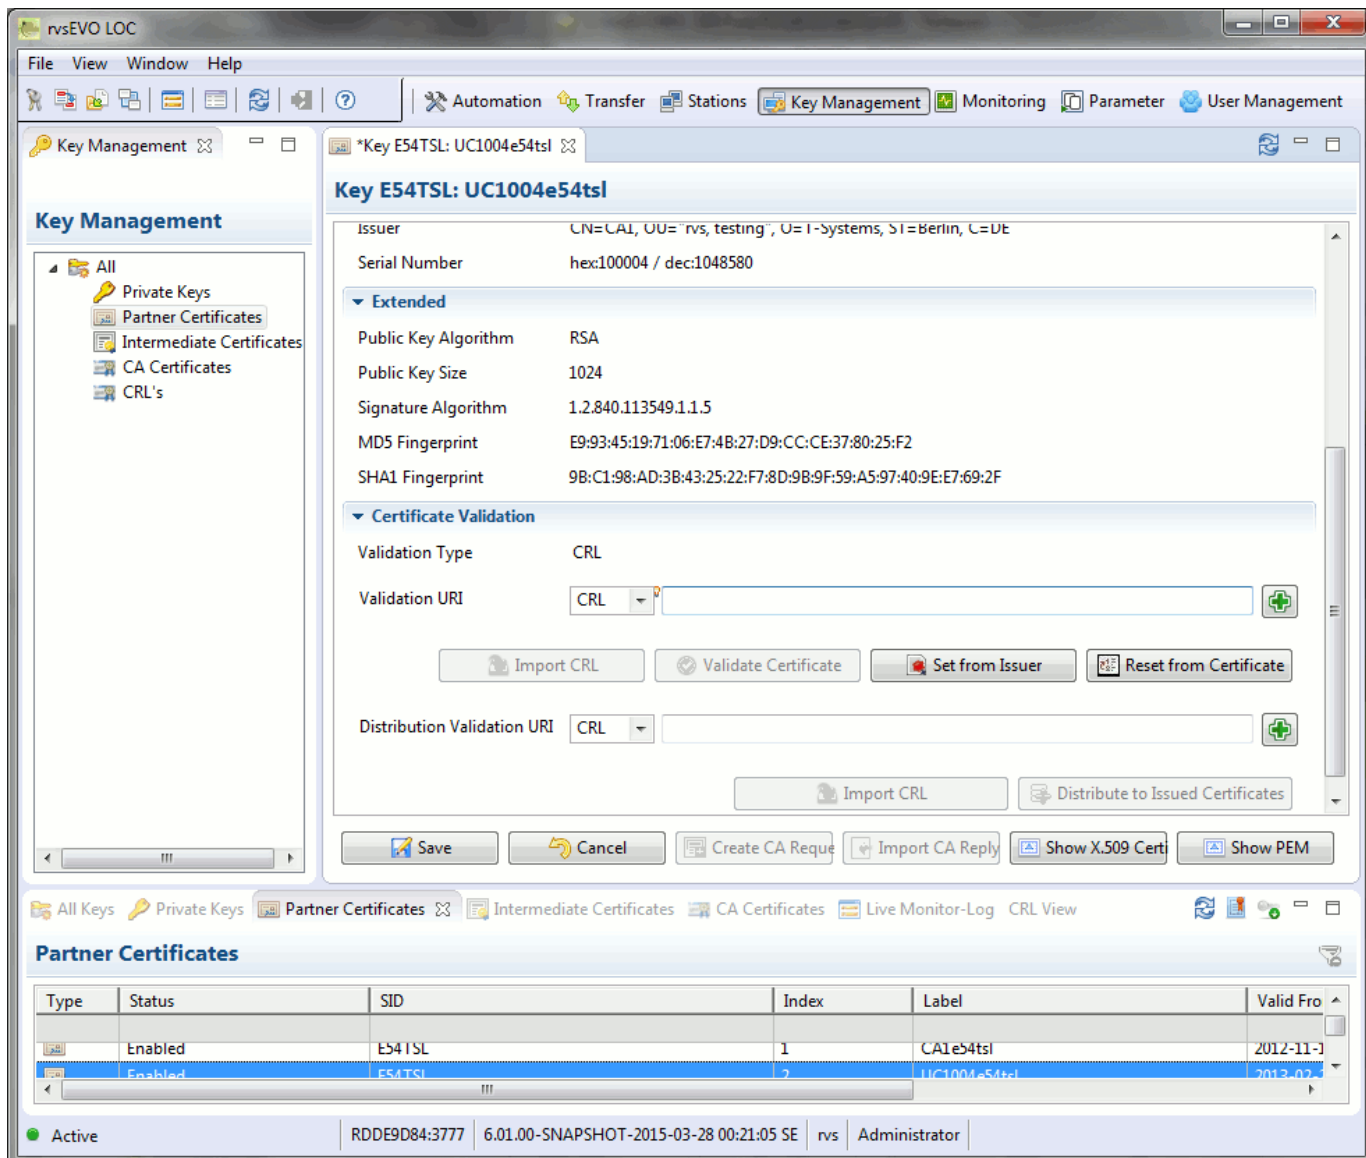 rvsEVO LOC
File View Window Help
Automation Transfer Stations Key Management Monitoring Parameter User Management
Key Management
*Key E54TSL: UC1004e54tsl
Key E54TSL: UC1004e54tsl
Key Management
All
Private Keys
Partner Certificates
Intermediate Certificates
CA Certificates
CRL's
Issuer CN=CA1, OU="rvs, testing", O=T-Systems, ST=Berlin, C=DE
Serial Number hex:100004 / dec:1048580
Extended
Public Key Algorithm RSA
Public Key Size 1024
Signature Algorithm 1.2.840.113549.1.1.5
MD5 Fingerprint E9:93:45:19:71:06:E7:4B:27:D9:CC:CE:37:80:25:F2
SHA1 Fingerprint 9B:C1:98:AD:3B:43:25:22:F7:8D:9B:9F:59:A5:97:40:9E:E7:69:2F
Certificate Validation
Validation Type CRL
Validation URI CRL
Import CRL Validate Certificate Set from Issuer Reset from Certificate
Distribution Validation URI CRL
Import CRL Distribute to Issued Certificates
Save Cancel Create CA Reque Import CA Reply Show X.509 Certi Show PEM
All Keys Private Keys Partner Certificates Intermediate Certificates CA Certificates Live Monitor-Log CRL View
Partner Certificates
Type Status SID Index Label Valid Fro
Enabled E54TSL 1 CA1e54tsl 2012-11-1
Enabled E54TSL 2 UC1004e54tsl 2013-02-2
Active RDDE9D84:3777 6.01.00-SNAPSHOT-2015-03-28 00:21:05 SE rvs Administrator